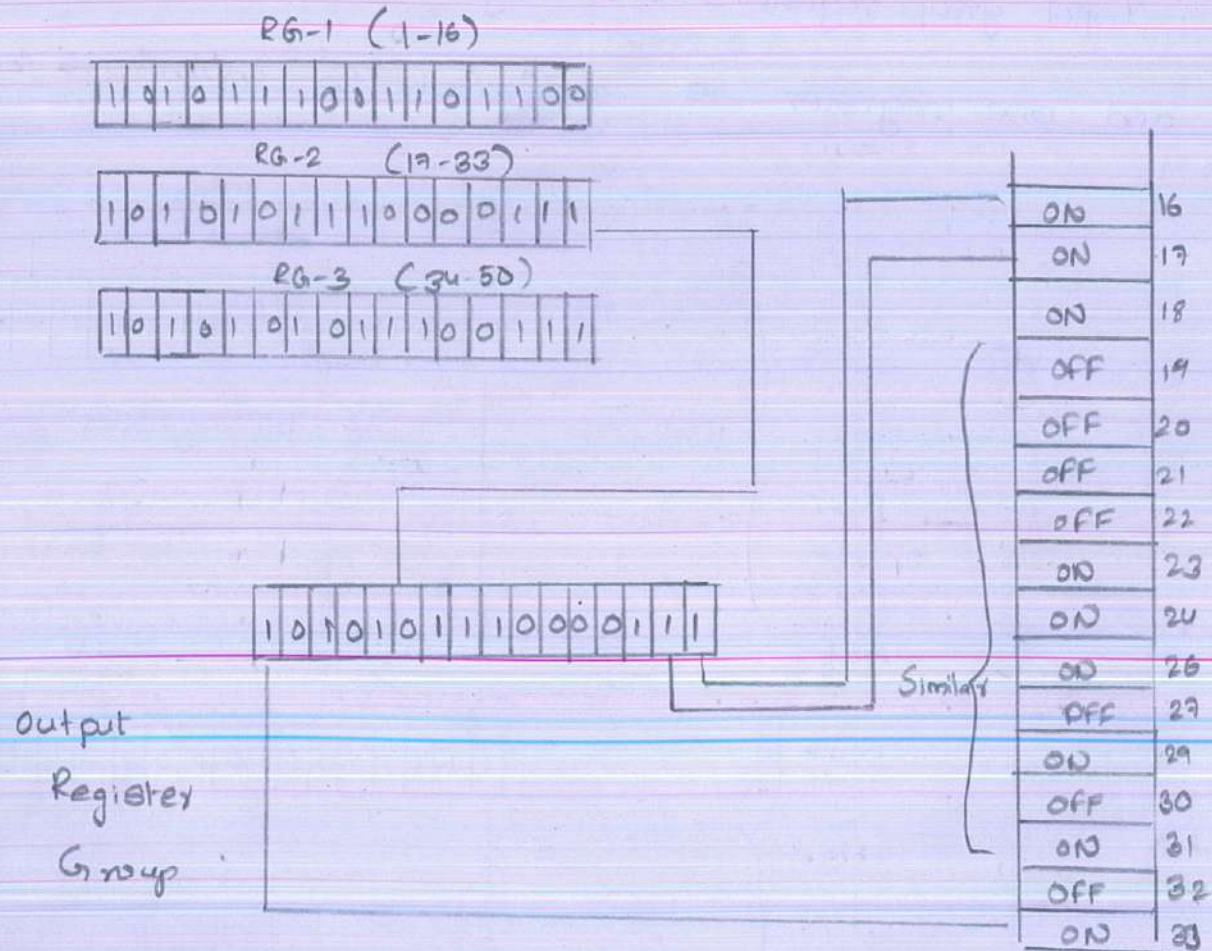 RG-1 (1-16)
1 0 1 0 1 1 1 0 0 1 1 0 1 1 0 0
RG-2 (17-33)
1 0 1 0 1 0 1 1 1 0 0 0 0 1 1 1
RG-3 (34-50)
1 0 1 0 1 0 1 0 1 1 1 0 0 1 1 1
1 0 1 0 1 0 1 1 1 0 0 0 0 1 1 1
Output
Register
Group
Similar
ON 16
ON 17
ON 18
OFF 19
OFF 20
OFF 21
OFF 22
ON 23
ON 24
ON 26
OFF 27
ON 29
OFF 30
ON 31
OFF 32
ON 33